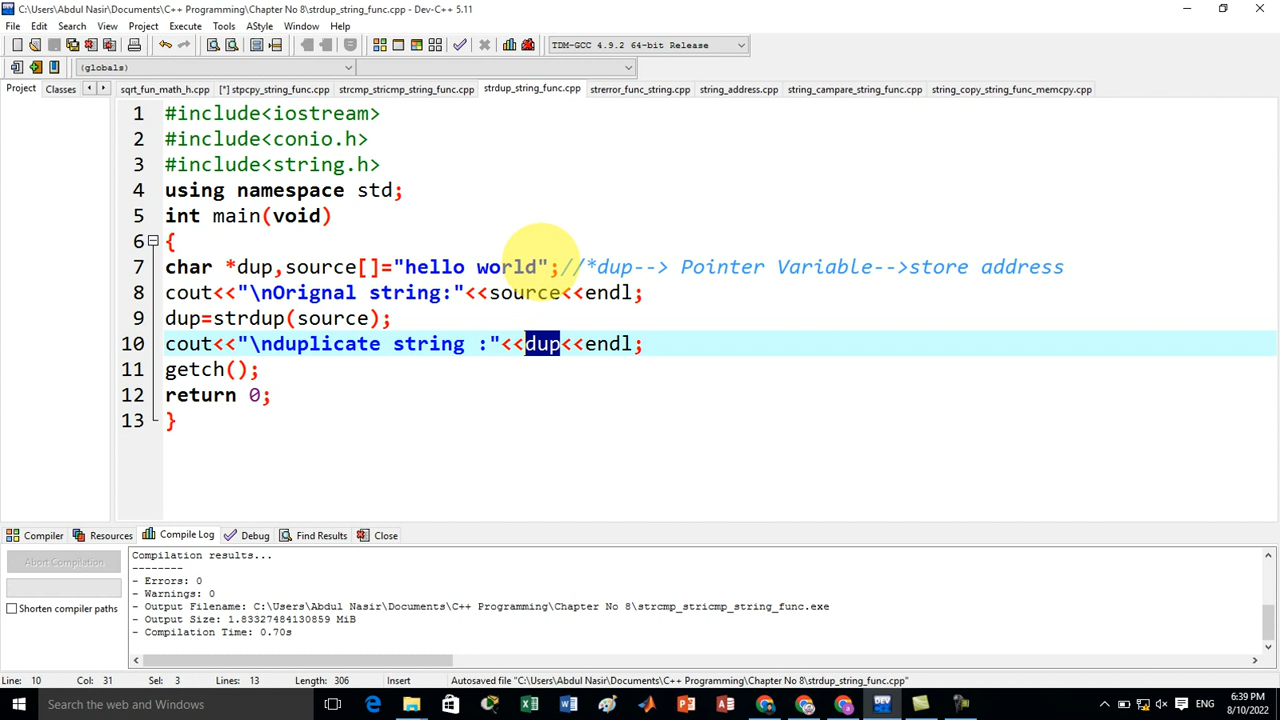 C:\Users\Abdul Nasir\Documents\C++ Programming\Chapter No 8\strdup_string_func.cpp - Dev-C++ 5.11
File Edit Search View Project Execute Tools AStyle Window Help
TDM-GCC 4.9.2 64-bit Release
(globals)
Project Classes sqrt_fun_math_h.cpp [*] stpcpy_string_func.cpp strcmp_stricmp_string_func.cpp strdup_string_func.cpp strerror_func_string.cpp string_address.cpp string_campare_string_func.cpp string_copy_string_func_memcpy.cpp
1 #include<iostream>
2 #include<conio.h>
3 #include<string.h>
4 using namespace std;
5 int main(void)
6 {
7 char *dup,source[]="hello world";//*dup--> Pointer Variable-->store address
8 cout<<"\nOrignal string:"<<source<<endl;
9 dup=strdup(source);
10 cout<<"\nduplicate string :"<<dup<<endl;
11 getch();
12 return 0;
13 }
Compiler Resources Compile Log Debug Find Results Close
Abort Compilation
Shorten compiler paths
Compilation results...
--------
- Errors: 0
- Warnings: 0
- Output Filename: C:\Users\Abdul Nasir\Documents\C++ Programming\Chapter No 8\strcmp_stricmp_string_func.exe
- Output Size: 1.83327484130859 MiB
- Compilation Time: 0.70s
Line: 10 Col: 31 Sel: 3 Lines: 13 Length: 306 Insert Autosaved file "C:\Users\Abdul Nasir\Documents\C++ Programming\Chapter No 8\strdup_string_func.cpp"
Search the web and Windows
ENG
6:39 PM
8/10/2022